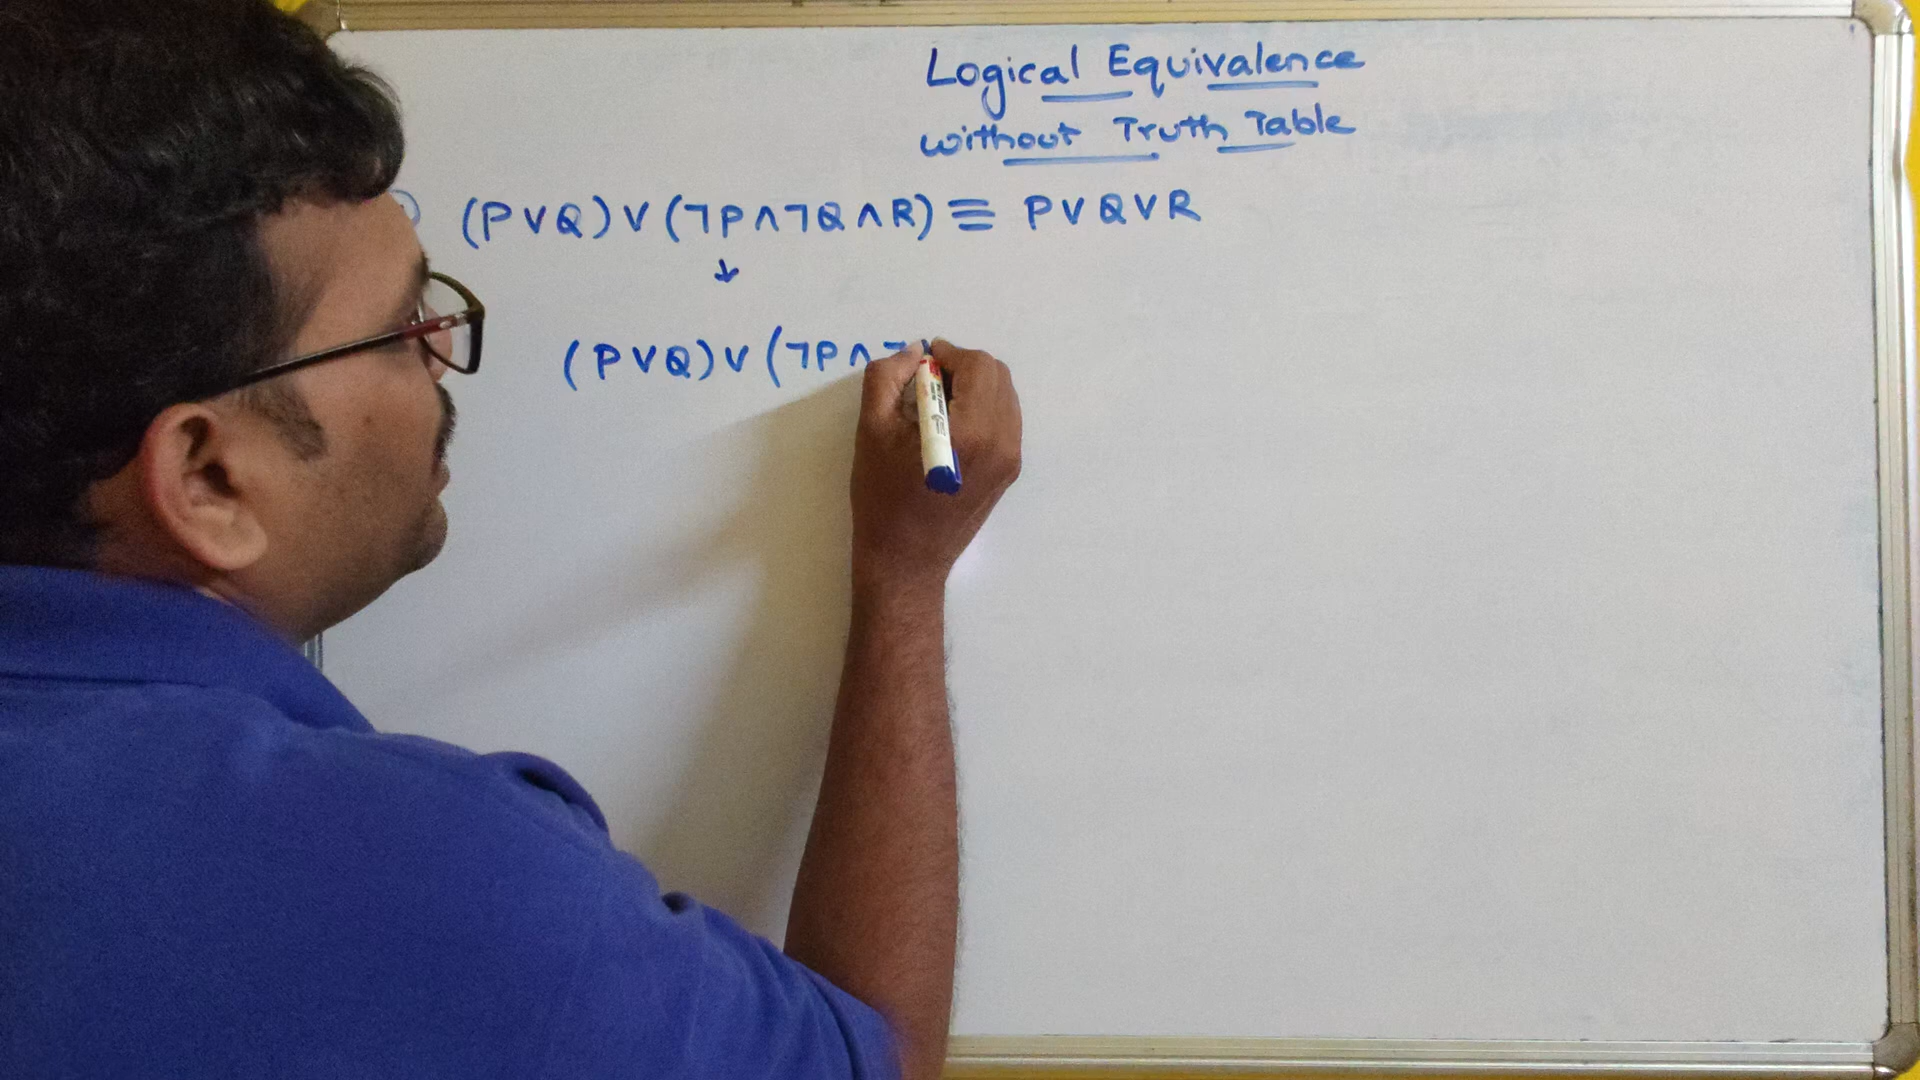 Logical Equivalence
without Truth Table
(P∨Q)∨(¬P∧¬Q∧R)≡ P∨Q∨R
↓
(P∨Q)∨(¬P∧¬